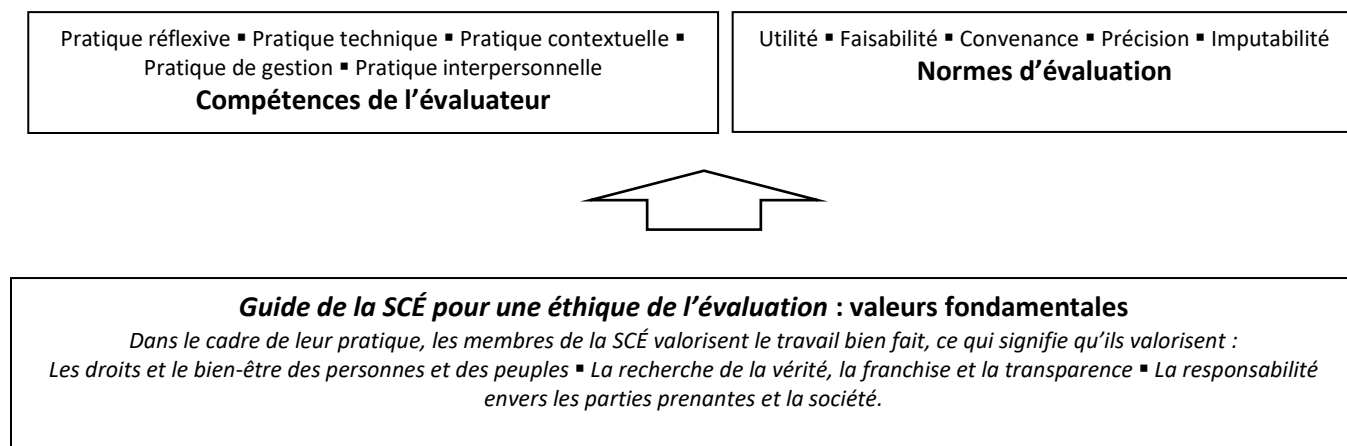 Pratique réflexive ▪ Pratique technique ▪ Pratique contextuelle ▪
Pratique de gestion ▪ Pratique interpersonnelle
Compétences de l’évaluateur
Utilité ▪ Faisabilité ▪ Convenance ▪ Précision ▪ Imputabilité
Normes d’évaluation
Guide de la SCÉ pour une éthique de l’évaluation : valeurs fondamentales
Dans le cadre de leur pratique, les membres de la SCÉ valorisent le travail bien fait, ce qui signifie qu’ils valorisent :
Les droits et le bien-être des personnes et des peuples ▪ La recherche de la vérité, la franchise et la transparence ▪ La responsabilité
envers les parties prenantes et la société.